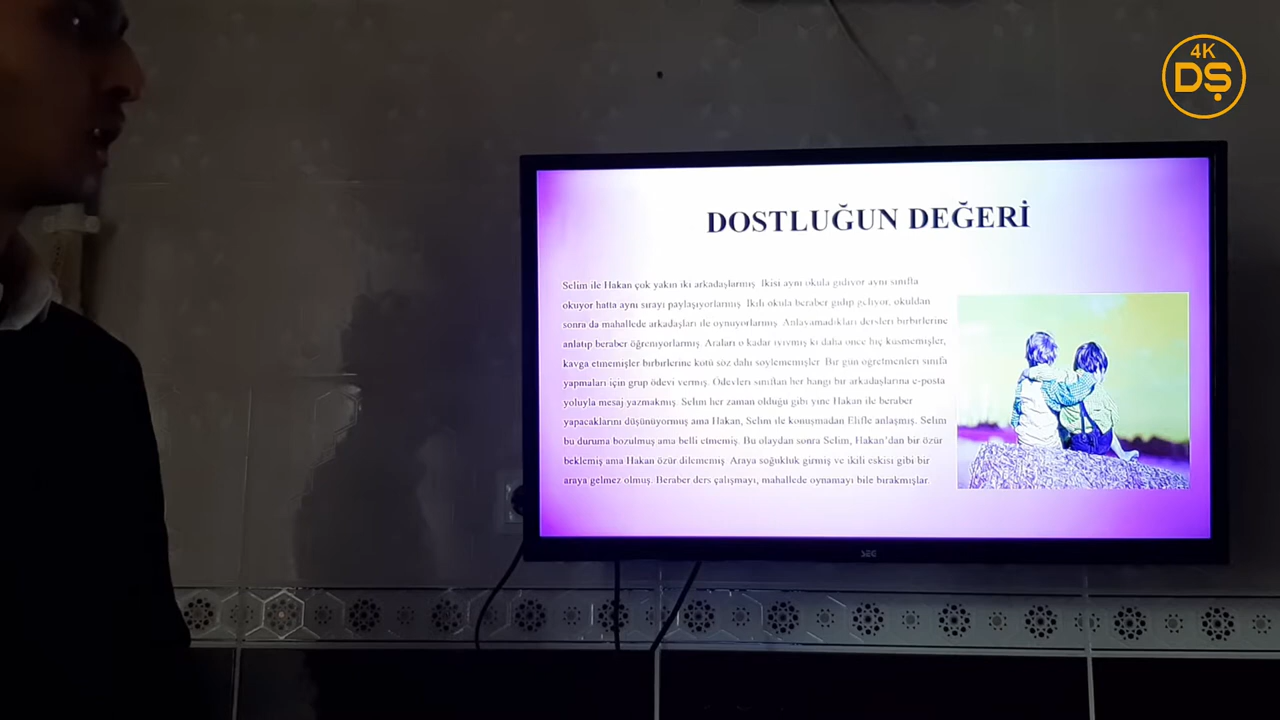 4K
DŞ
DOSTLUĞUN DEĞERİ
Selim ile Hakan çok yakın iki arkadaşlarmış. İkisi aynı okula gidiyor aynı sınıfta
okuyor hatta aynı sırayı paylaşıyorlarmış. İkili okula beraber gidip geliyor, okuldan
sonra da mahallede arkadaşları ile oynuyorlarmış. Anlayamadıkları dersleri birbirlerine
anlatıp beraber öğreniyorlarmış. Araları o kadar iyiymiş ki daha önce hiç küsmemişler,
kavga etmemişler birbirlerine kötü söz dahi söylememişler. Bir gün öğretmenleri sınıfa
yapmaları için grup ödevi vermiş. Ödevleri sınıftan her hangi bir arkadaşlarına e-posta
yoluyla mesaj yazmakmış. Selim her zaman olduğu gibi yine Hakan ile beraber
yapacaklarını düşünüyormuş ama Hakan, Selim ile konuşmadan Elifle anlaşmış. Selim
bu duruma bozulmuş ama belli etmemiş. Bu olaydan sonra Selim, Hakan'dan bir özür
beklemiş ama Hakan özür dilememiş. Araya soğukluk girmiş ve ikili eskisi gibi bir
araya gelmez olmuş. Beraber ders çalışmayı, mahallede oynamayı bile bırakmışlar.
SEG